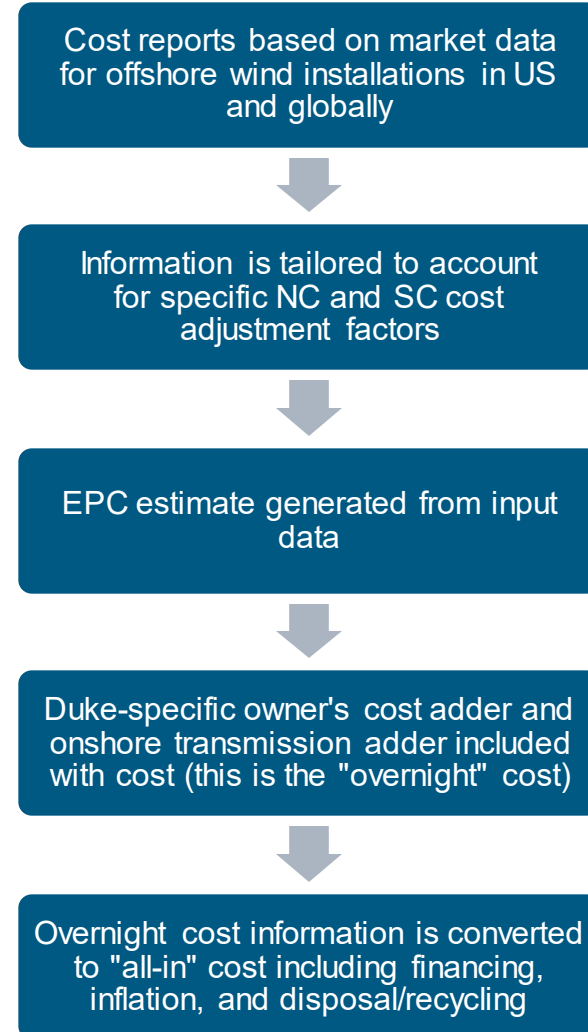 Cost reports based on market data
for offshore wind installations in US
and globally
Information is tailored to account
for specific NC and SC cost
adjustment factors
EPC estimate generated from input
data
Duke-specific owner's cost adder and
onshore transmission adder included
with cost (this is the "overnight" cost)
Overnight cost information is converted
to "all-in" cost including financing,
inflation, and disposal/recycling